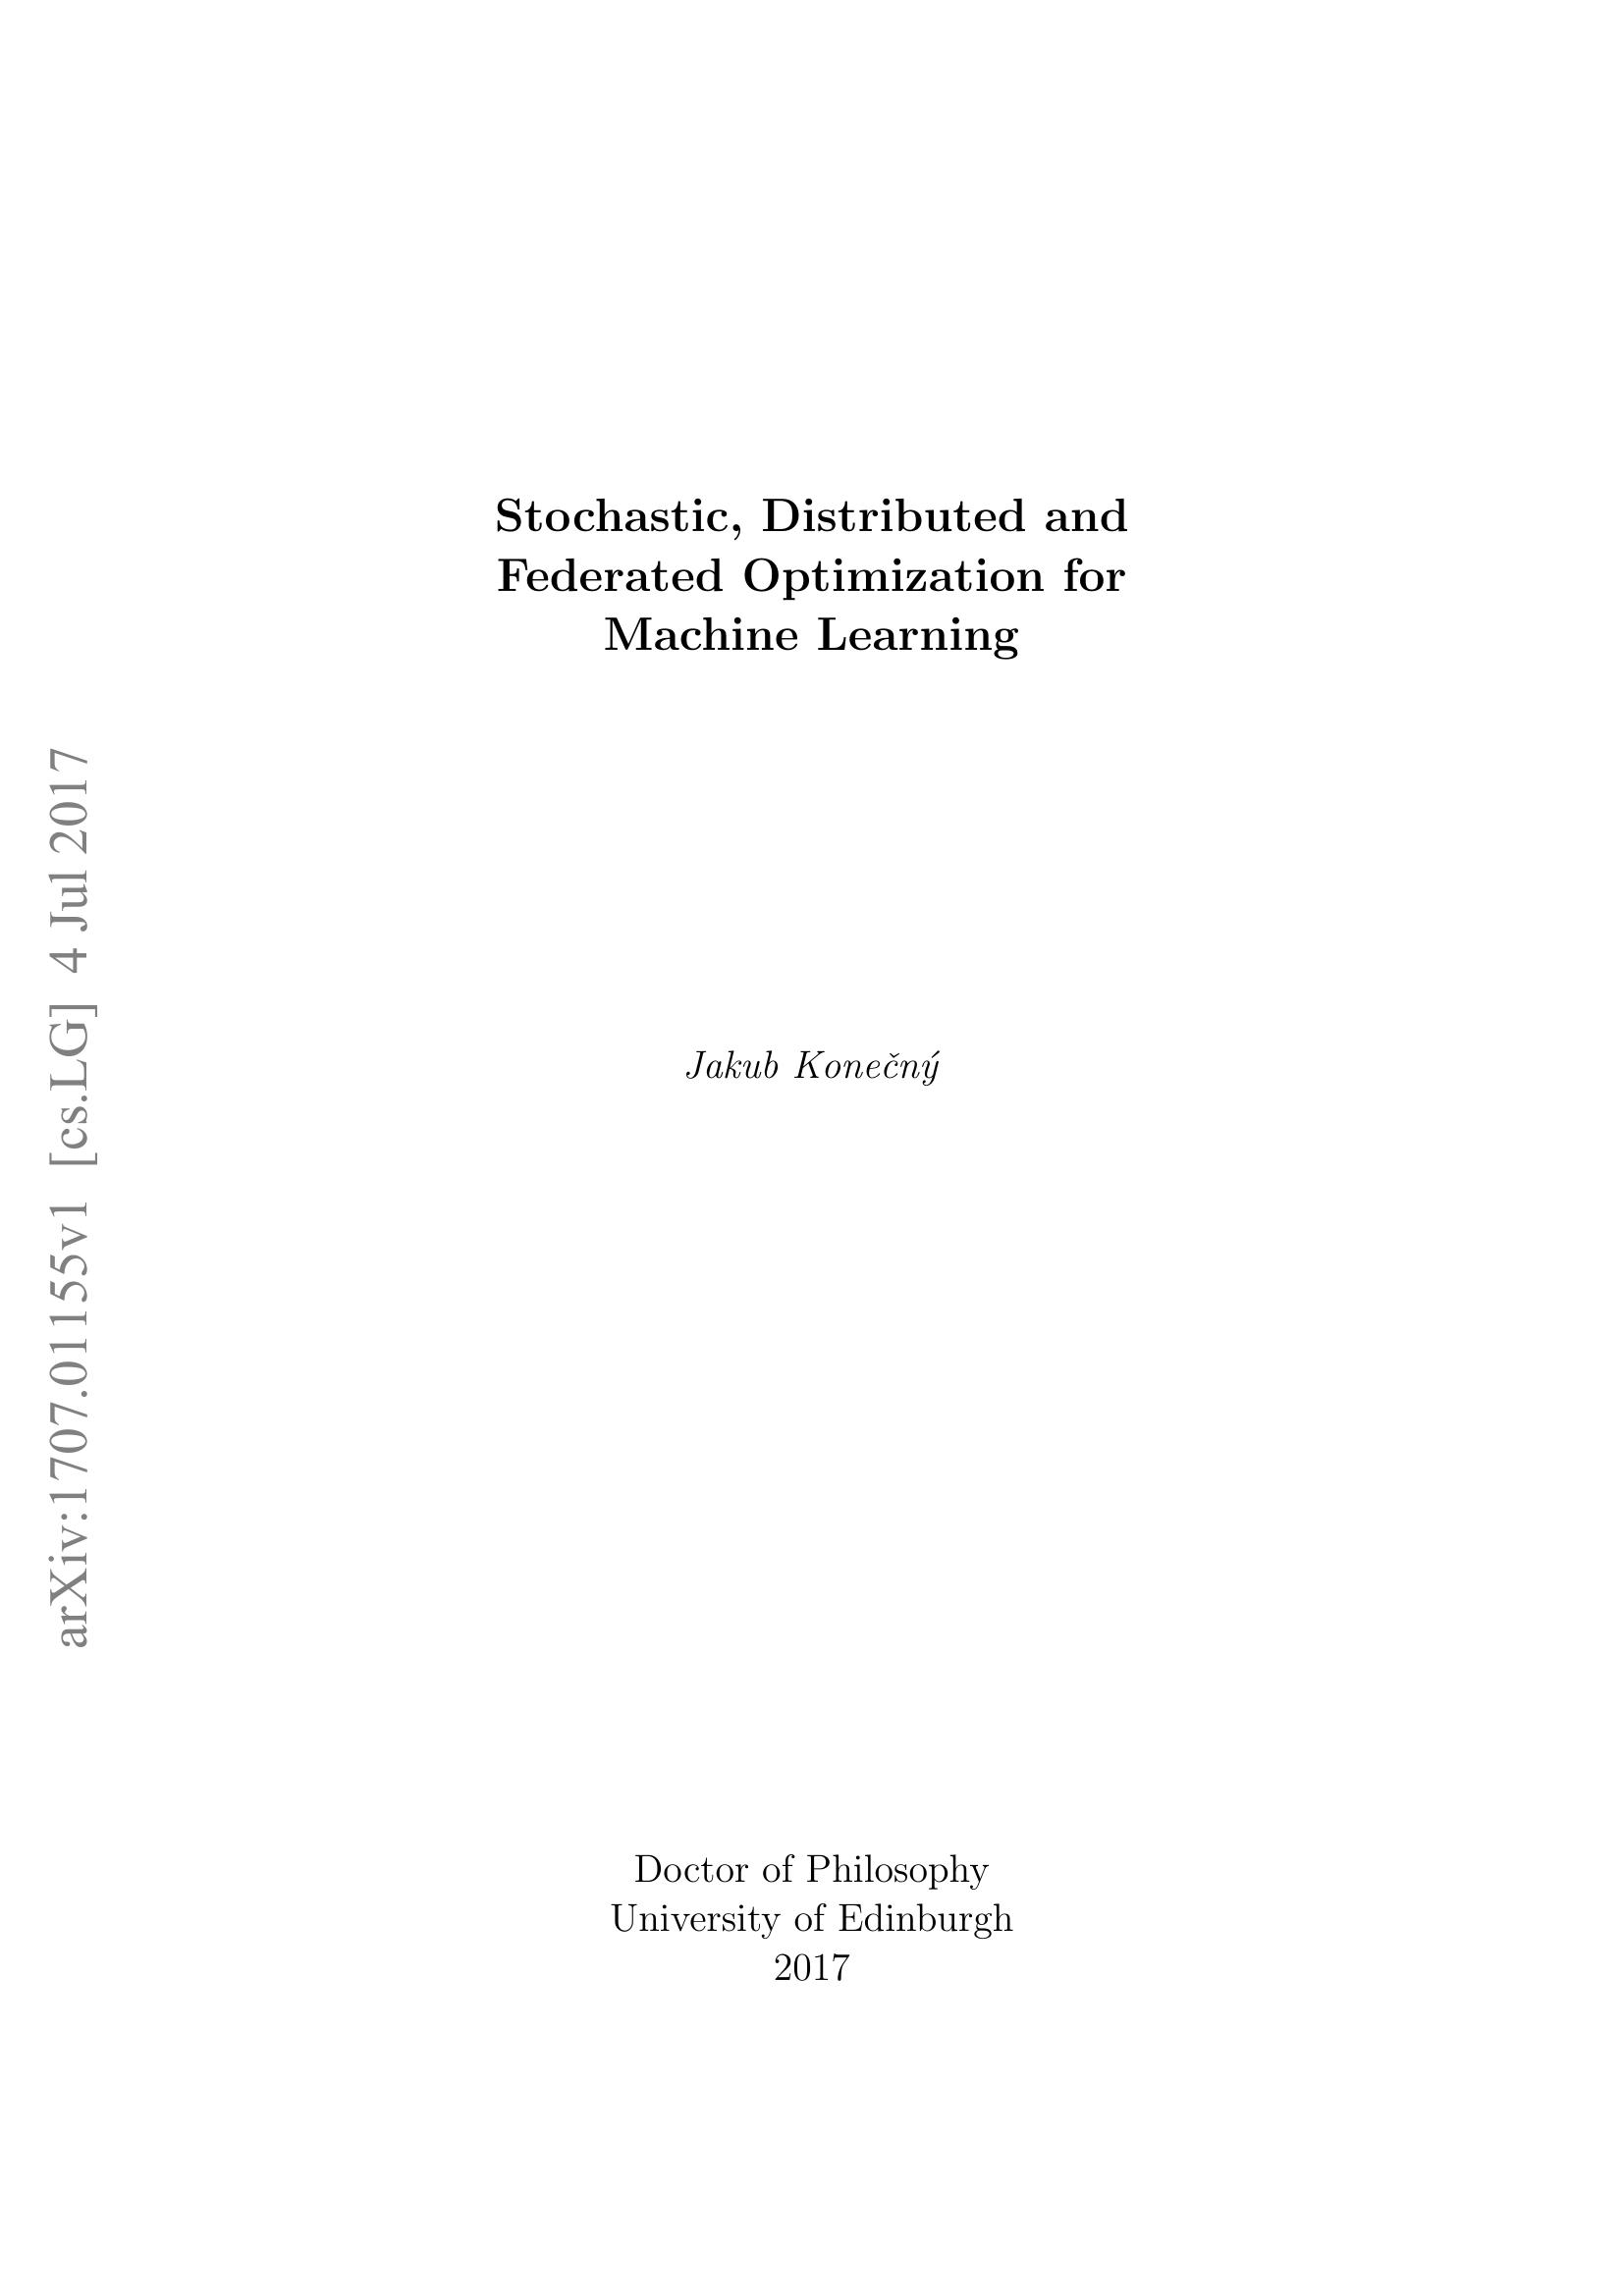 Stochastic, Distributed and
Federated Optimization for
Machine Learning
Jakub Konečný
Doctor of Philosophy
University of Edinburgh
2017
arXiv:1707.01155v1 [cs.LG] 4 Jul 2017